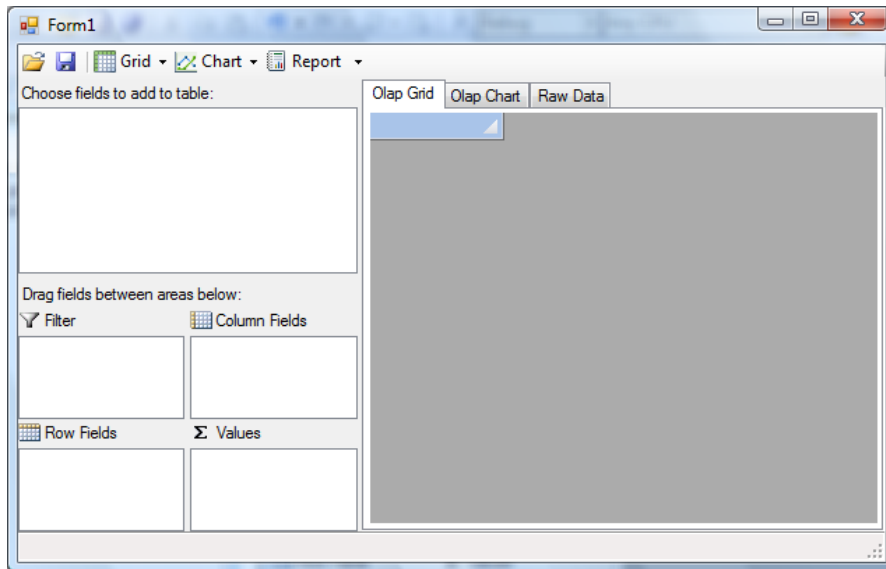 Form1
Grid Chart Report
Choose fields to add to table:
Olap Grid Olap Chart Raw Data
Drag fields between areas below:
Filter Column Fields
Row Fields Σ Values